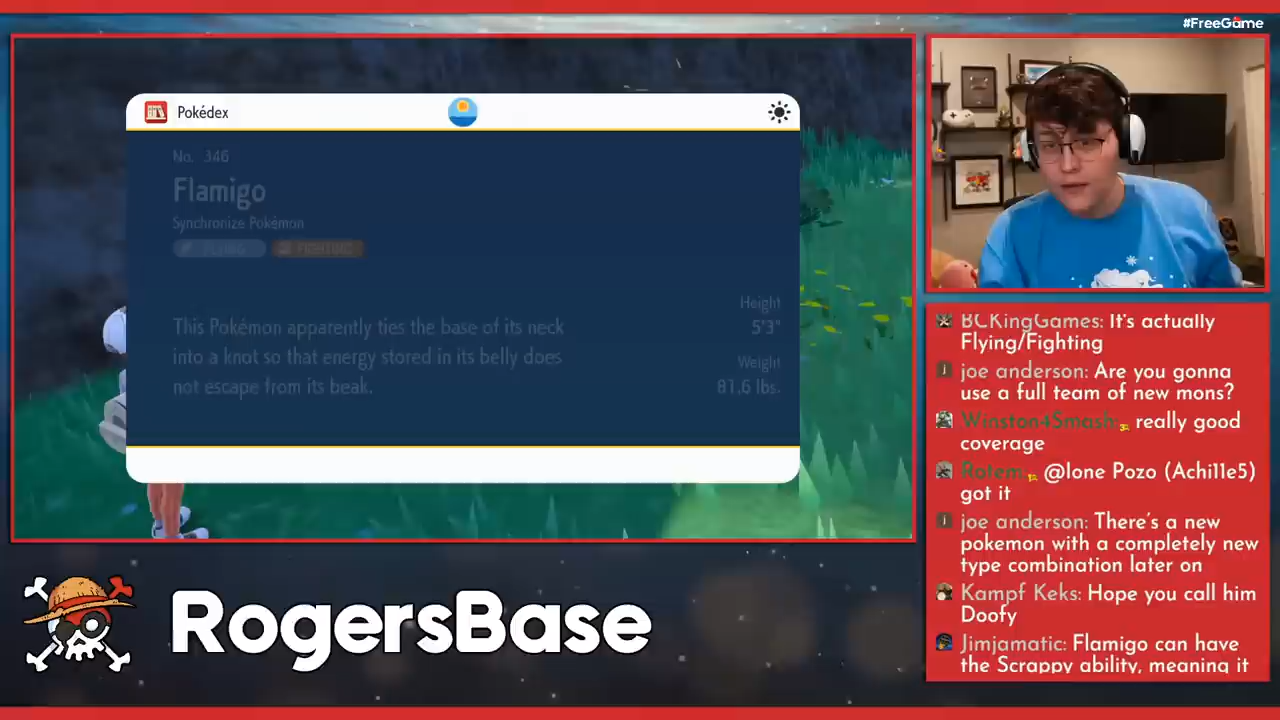 #FreeGame
Pokédex
No. 346
Flamigo
Synchronize Pokémon
FLYING FIGHTING
This Pokémon apparently ties the base of its neck
into a knot so that energy stored in its belly does
not escape from its beak.
Height
5'3"
Weight
81.6 lbs.
BCKingGames: It's actually
Flying/Fighting
joe anderson: Are you gonna
use a full team of new mons?
Winston4Smash: really good
coverage
Rotem: @lone Pozo (Achi11e5)
got it
joe anderson: There's a new
pokemon with a completely new
type combination later on
Kampf Keks: Hope you call him
Doofy
Jimjamatic: Flamigo can have
the Scrappy ability, meaning it
RogersBase